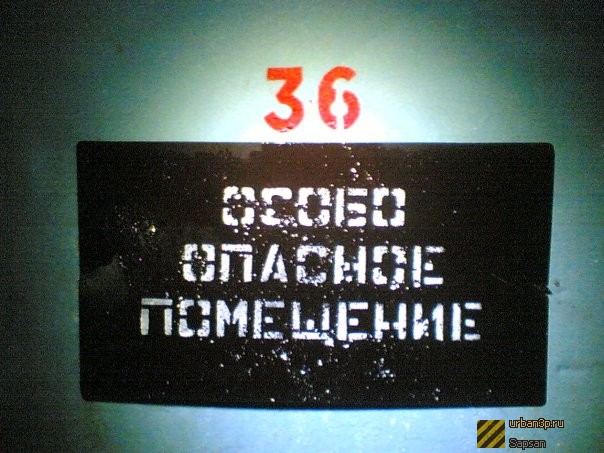 36
ОСОБО
ОПАСНОЕ
ПОМЕЩЕНИЕ
urban3p.ru
Sapsan